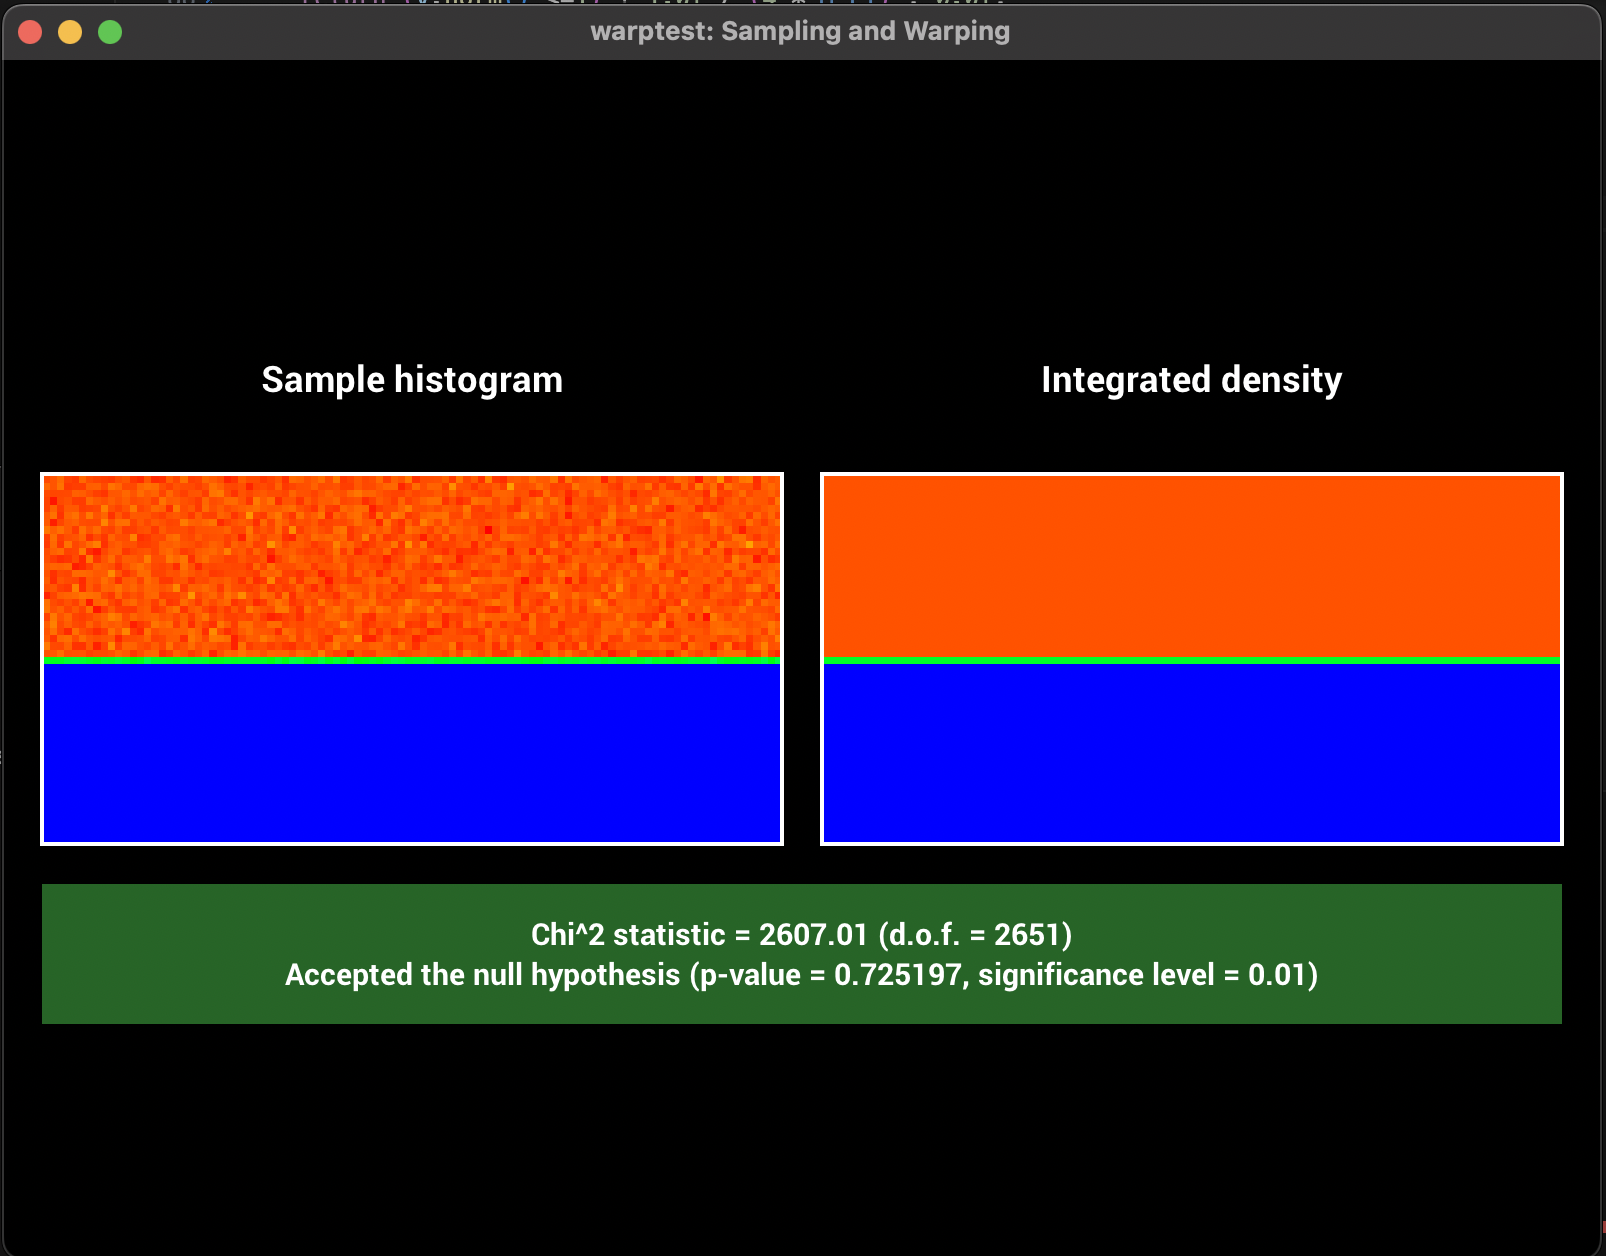 warptest: Sampling and Warping
Sample histogram
Integrated density
Chi^2 statistic = 2607.01 (d.o.f. = 2651)
Accepted the null hypothesis (p-value = 0.725197, significance level = 0.01)